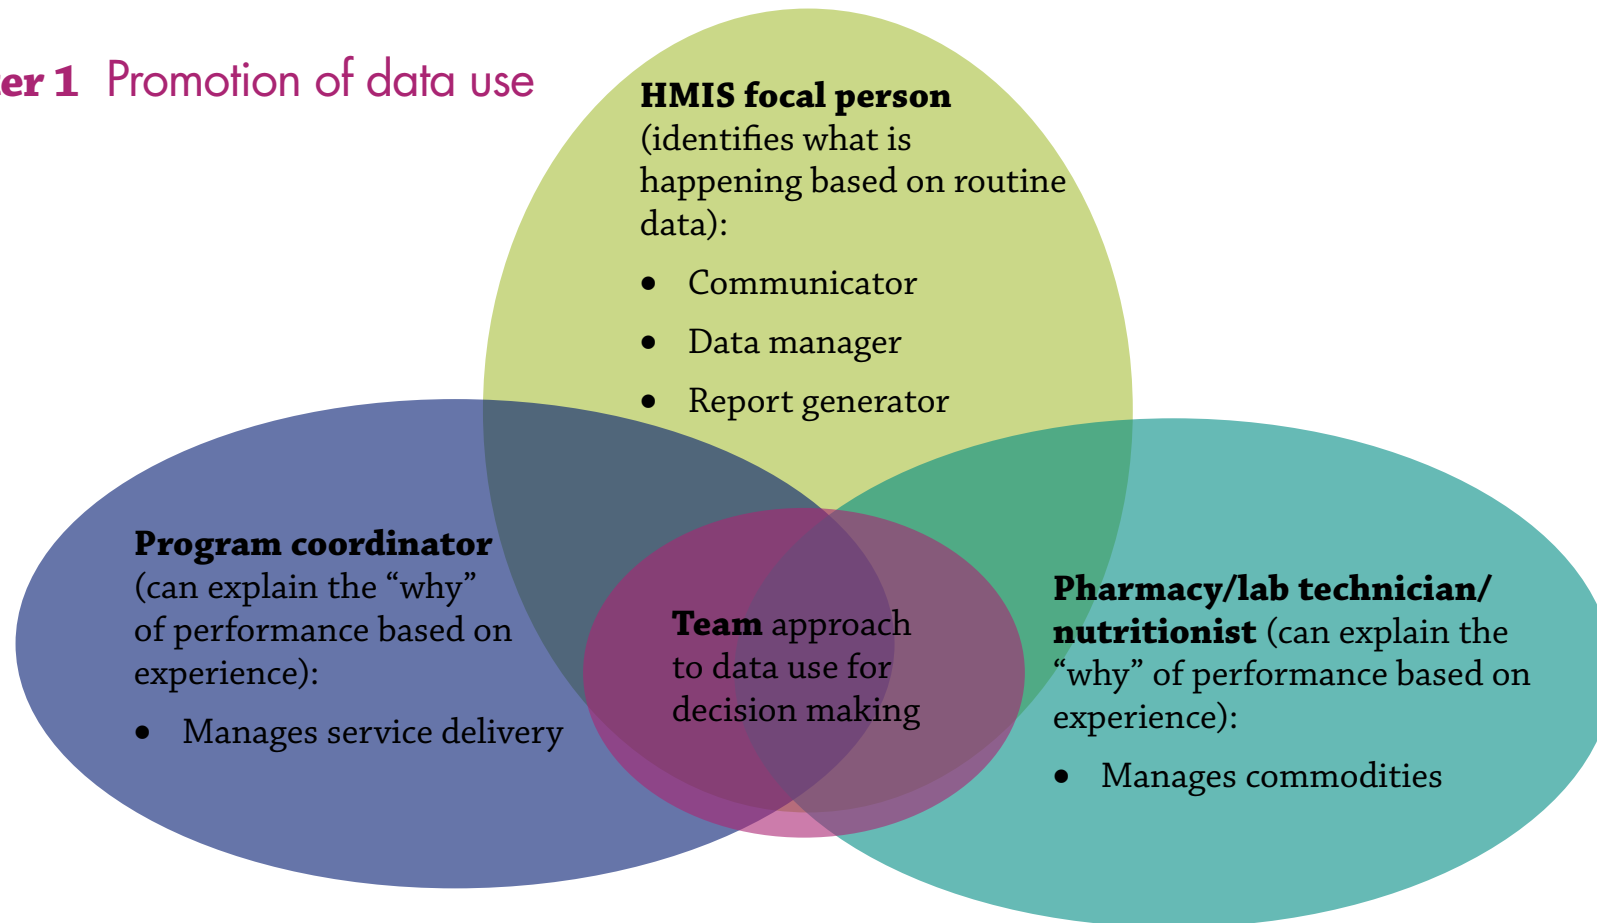 er 1 Promotion of data use
HMIS focal person
(identifies what is
happening based on routine
data):
• Communicator
• Data manager
• Report generator
Program coordinator
(can explain the “why”
of performance based on
experience):
• Manages service delivery
Team approach
to data use for
decision making
Pharmacy/lab technician/
nutritionist (can explain the
“why” of performance based on
experience):
• Manages commodities